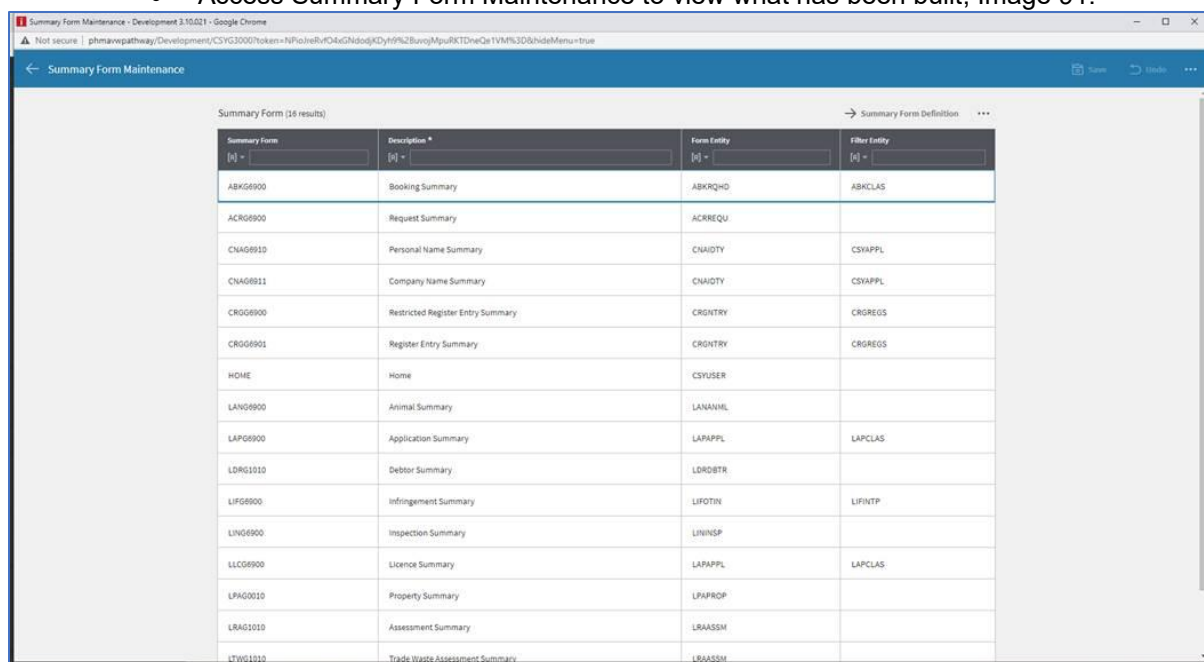 • Access Summary Form Maintenance to view what has been built, Image 01.
Summary Form Maintenance - Development 3.10.021 - Google Chrome
Not secure | phmavwpathway/Development/CSYG3000?token=NPioJreRvfO4xGNdodjKDyh9%2BuvojMpuRKTDneQe1VM%3D&hideMenu=true
← Summary Form Maintenance Save Undo •••
Summary Form (16 results) → Summary Form Definition •••
Summary Form Description * Form Entity Filter Entity
[a] [a] [a] [a]
ABKG6900 Booking Summary ABKRQHD ABKCLAS
ACRG6900 Request Summary ACRREQU
CNAG6910 Personal Name Summary CNAIDTY CSYAPPL
CNAG6911 Company Name Summary CNAIDTY CSYAPPL
CRGG6900 Restricted Register Entry Summary CRGNTRY CRGREGS
CRGG6901 Register Entry Summary CRGNTRY CRGREGS
HOME Home CSYUSER
LANG6900 Animal Summary LANANML
LAPG6900 Application Summary LAPAPPL LAPCLAS
LDRG1010 Debtor Summary LDRDBTR
LIFG6900 Infringement Summary LIFOTIN LIFINTP
LING6900 Inspection Summary LININSP
LLCG6900 Licence Summary LAPAPPL LAPCLAS
LPAG0010 Property Summary LPAPROP
LRAG1010 Assessment Summary LRAASSM
LTWG1010 Trade Waste Assessment Summary LRAASSM